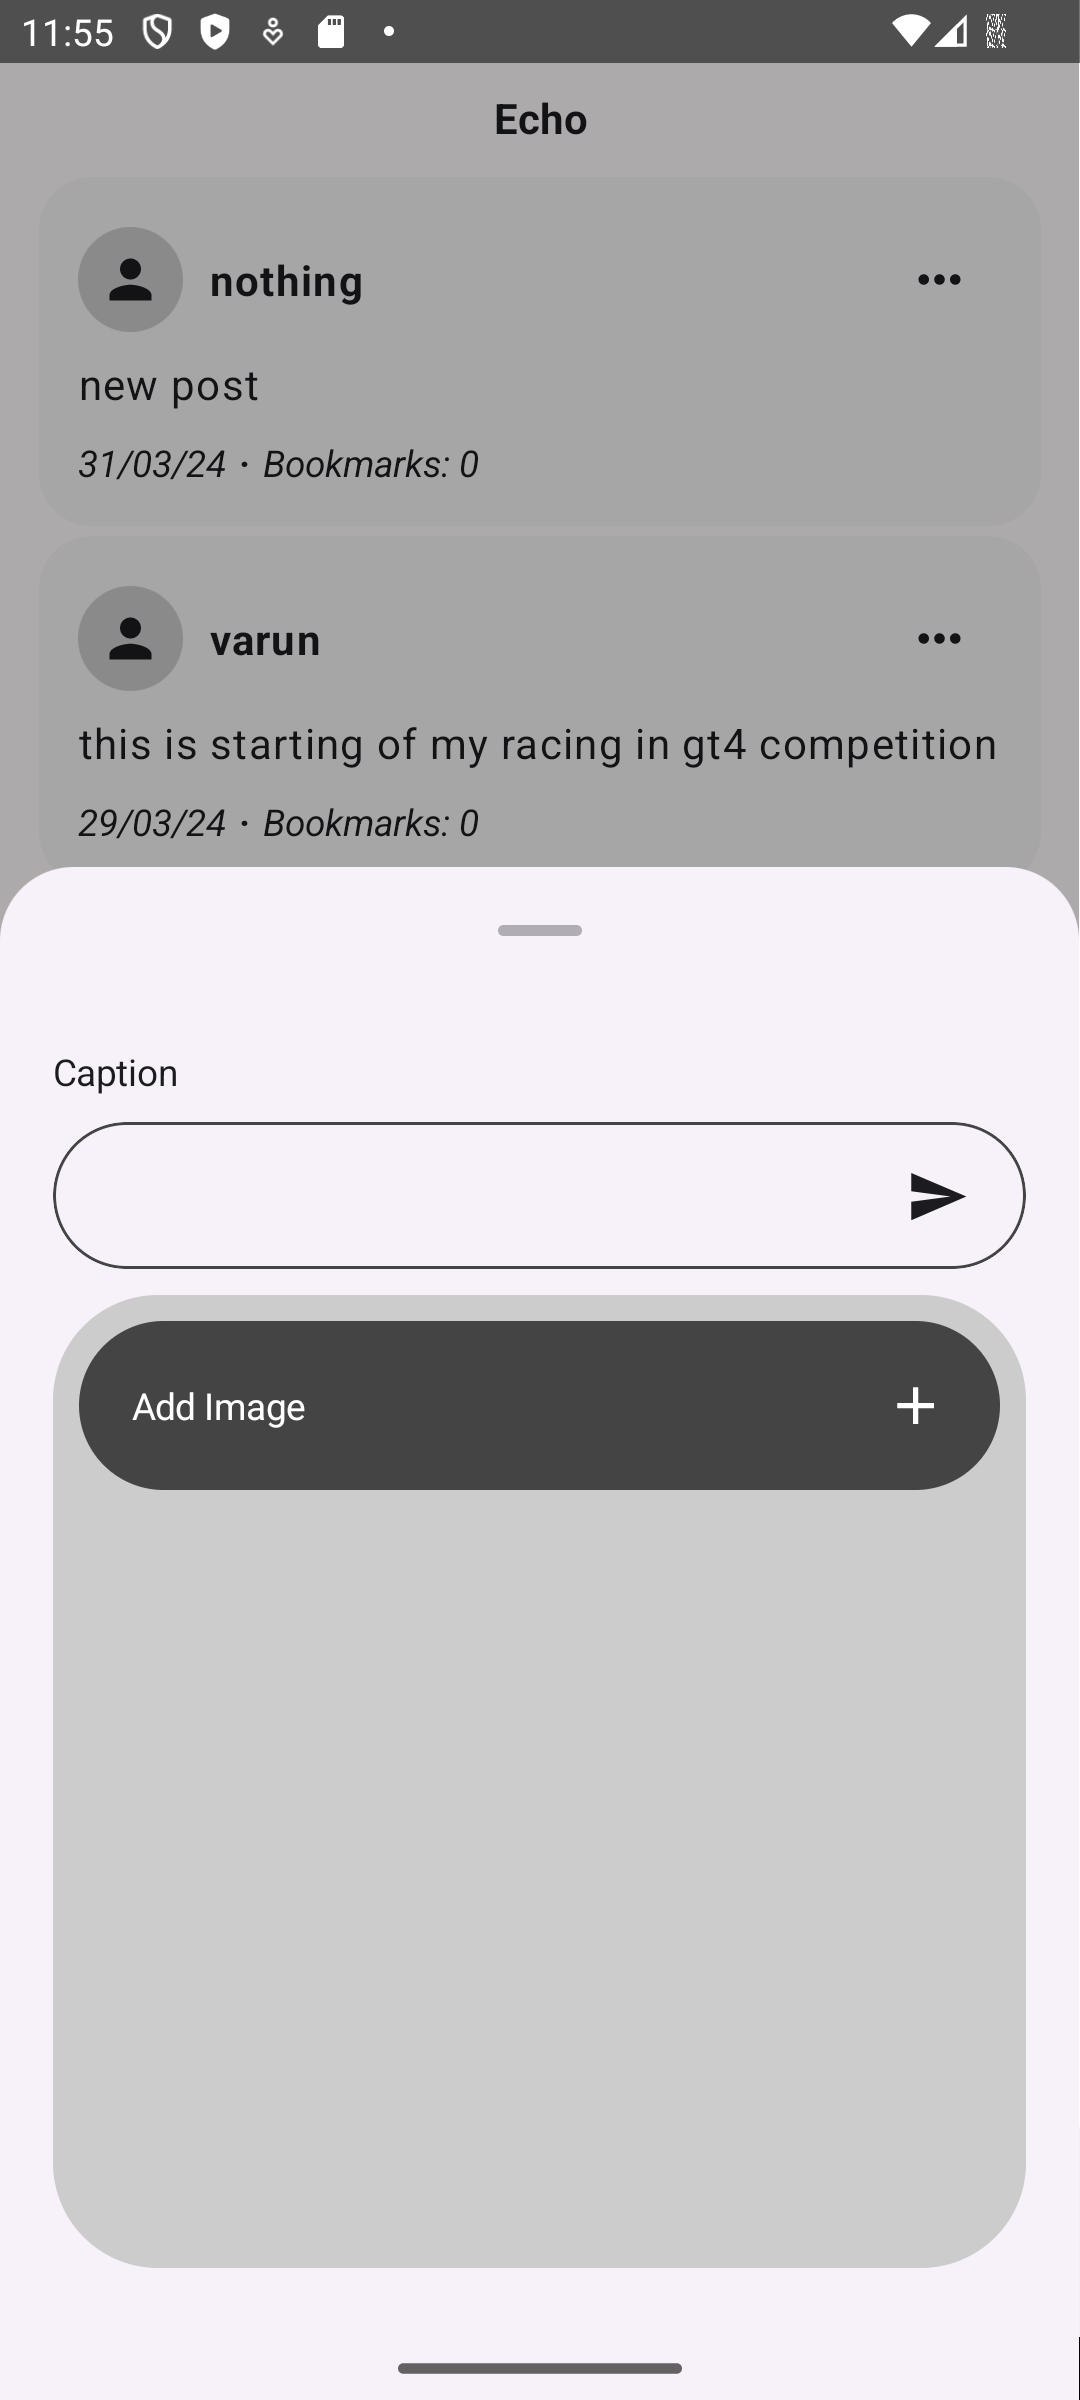 11:55
Echo
nothing
new post
31/03/24 • Bookmarks: 0
varun
this is starting of my racing in gt4 competition
29/03/24 • Bookmarks: 0
Caption
Add Image